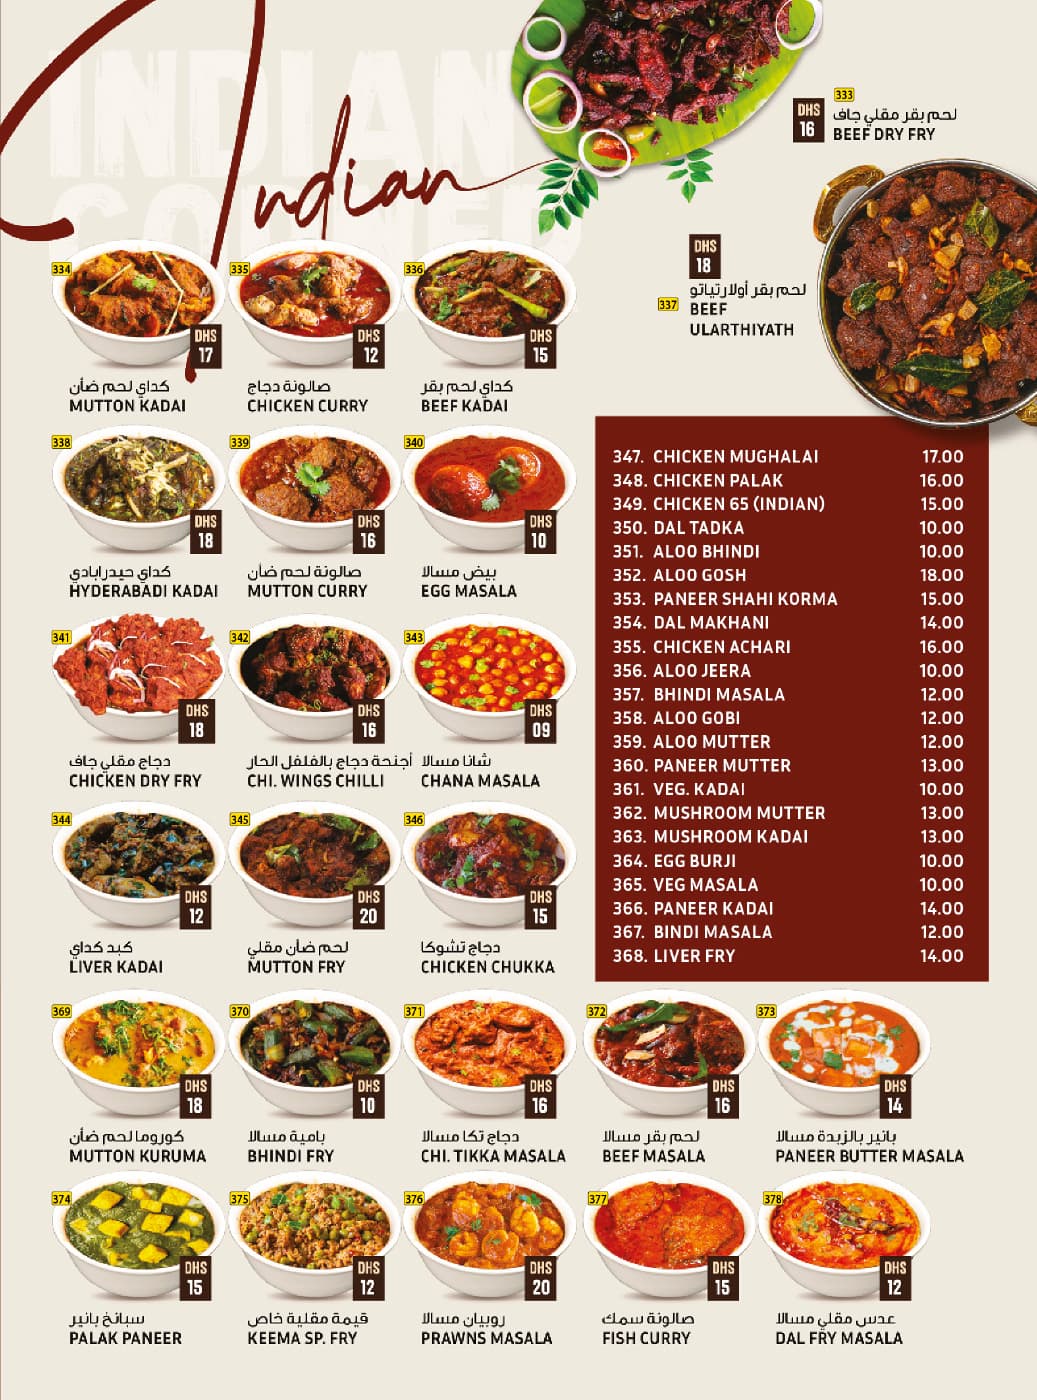 INDIAN
CORNER
Indian
333
DHS
16
لحم بقر مقلي جاف
BEEF DRY FRY
334
DHS
17
كداي لحم ضأن
MUTTON KADAI
335
DHS
12
صالونة دجاج
CHICKEN CURRY
336
DHS
15
كداي لحم بقر
BEEF KADAI
DHS
18
337
لحم بقر أولارتياتو
BEEF
ULARTHIYATH
338
DHS
18
كداي حيدرابادي
HYDERABADI KADAI
339
DHS
16
صالونة لحم ضأن
MUTTON CURRY
340
DHS
10
بيض مسالا
EGG MASALA
341
DHS
18
دجاج مقلي جاف
CHICKEN DRY FRY
342
DHS
16
أجنحة دجاج بالفلفل الحار
CHI. WINGS CHILLI
343
DHS
09
شانا مسالا
CHANA MASALA
344
DHS
12
كبد كداي
LIVER KADAI
345
DHS
20
لحم ضأن مقلي
MUTTON FRY
346
DHS
15
دجاج تشوكا
CHICKEN CHUKKA
347. CHICKEN MUGHALAI 17.00
348. CHICKEN PALAK 16.00
349. CHICKEN 65 (INDIAN) 15.00
350. DAL TADKA 10.00
351. ALOO BHINDI 10.00
352. ALOO GOSH 18.00
353. PANEER SHAHI KORMA 15.00
354. DAL MAKHANI 14.00
355. CHICKEN ACHARI 16.00
356. ALOO JEERA 10.00
357. BHINDI MASALA 12.00
358. ALOO GOBI 12.00
359. ALOO MUTTER 12.00
360. PANEER MUTTER 13.00
361. VEG. KADAI 10.00
362. MUSHROOM MUTTER 13.00
363. MUSHROOM KADAI 13.00
364. EGG BURJI 10.00
365. VEG MASALA 10.00
366. PANEER KADAI 14.00
367. BINDI MASALA 12.00
368. LIVER FRY 14.00
369
DHS
18
كوروما لحم ضأن
MUTTON KURUMA
370
DHS
10
بامية مسالا
BHINDI FRY
371
DHS
16
دجاج تكا مسالا
CHI. TIKKA MASALA
372
DHS
16
لحم بقر مسالا
BEEF MASALA
373
DHS
14
بانير بالزبدة مسالا
PANEER BUTTER MASALA
374
DHS
15
سبانخ بانير
PALAK PANEER
375
DHS
12
قيمة مقلية خاص
KEEMA SP. FRY
376
DHS
20
روبيان مسالا
PRAWNS MASALA
377
DHS
15
صالونة سمك
FISH CURRY
378
DHS
12
عدس مقلي مسالا
DAL FRY MASALA